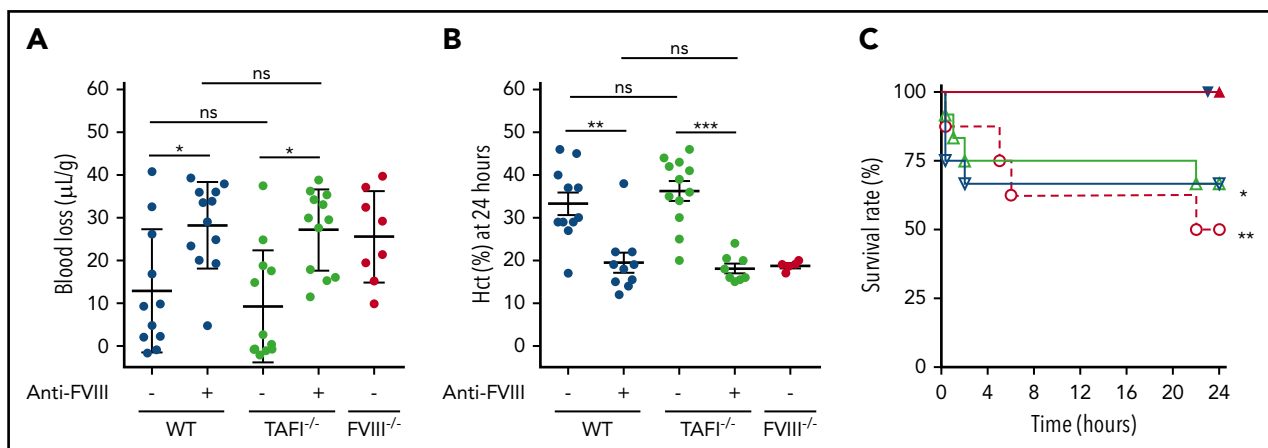 A
Blood loss (µL/g)
60
50
40
30
20
10
0
ns
ns
*
*
Anti-FVIII
- + - + -
WT TAFI-/- FVIII-/-
B
Hct (%) at 24 hours
60
50
40
30
20
10
0
ns
ns
**
***
- + - + -
WT TAFI-/- FVIII-/-
C
Survival rate (%)
100
75
50
25
0
*
**
0 4 8 12 16 20 24
Time (hours)